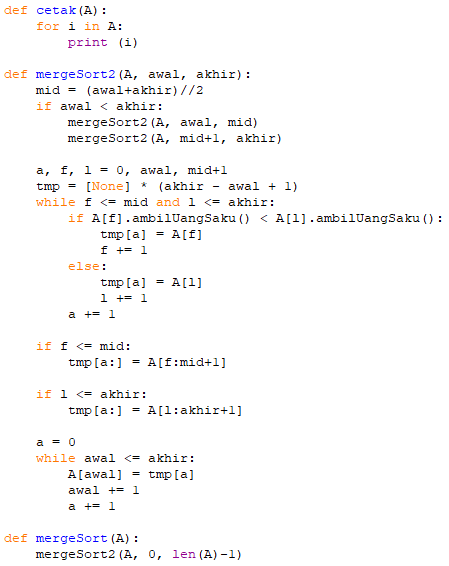 def cetak(A):
    for i in A:
        print (i)

def mergeSort2(A, awal, akhir):
    mid = (awal+akhir)//2
    if awal < akhir:
        mergeSort2(A, awal, mid)
        mergeSort2(A, mid+1, akhir)

    a, f, l = 0, awal, mid+1
    tmp = [None] * (akhir - awal + 1)
    while f <= mid and l <= akhir:
        if A[f].ambilUangSaku() < A[l].ambilUangSaku():
            tmp[a] = A[f]
            f += 1
        else:
            tmp[a] = A[l]
            l += 1
        a += 1

    if f <= mid:
        tmp[a:] = A[f:mid+1]

    if l <= akhir:
        tmp[a:] = A[l:akhir+1]

    a = 0
    while awal <= akhir:
        A[awal] = tmp[a]
        awal += 1
        a += 1

def mergeSort(A):
    mergeSort2(A, 0, len(A)-1)